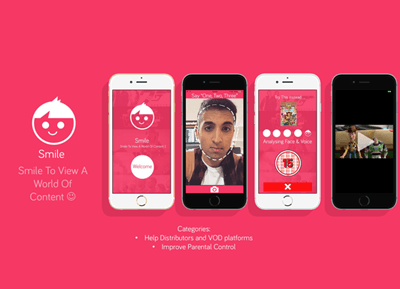 Smile
Smile To View A
World Of
Content ☺
Smile
Smile To View A World Of Content :)
Welcome
Say "One, Two, Three"
Analysing Face & Voice
15
Categories:
• Help Distributors and VOD platforms
• Improve Parental Control